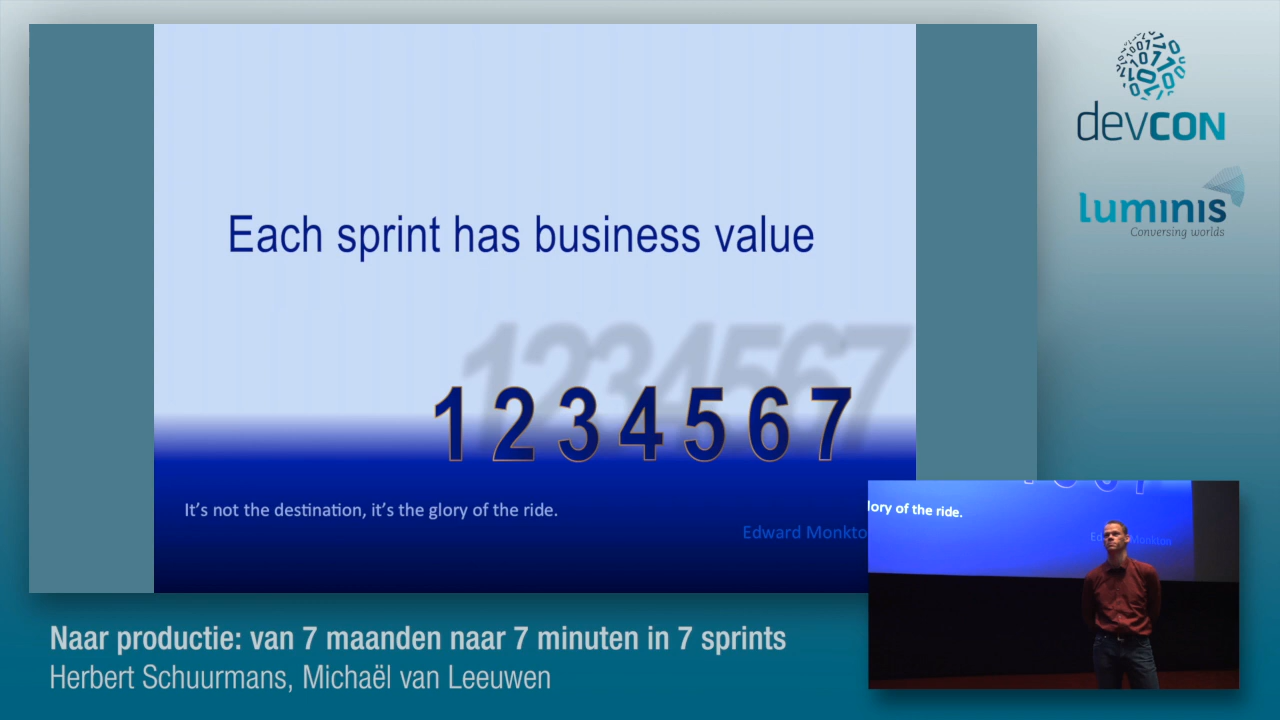 Each sprint has business value
1234567
1 2 3 4 5 6 7
It's not the destination, it's the glory of the ride.
Edward Monkto
lory of the ride.
Monkton
devCON
luminis
Conversing worlds
Naar productie: van 7 maanden naar 7 minuten in 7 sprints
Herbert Schuurmans, Michaël van Leeuwen